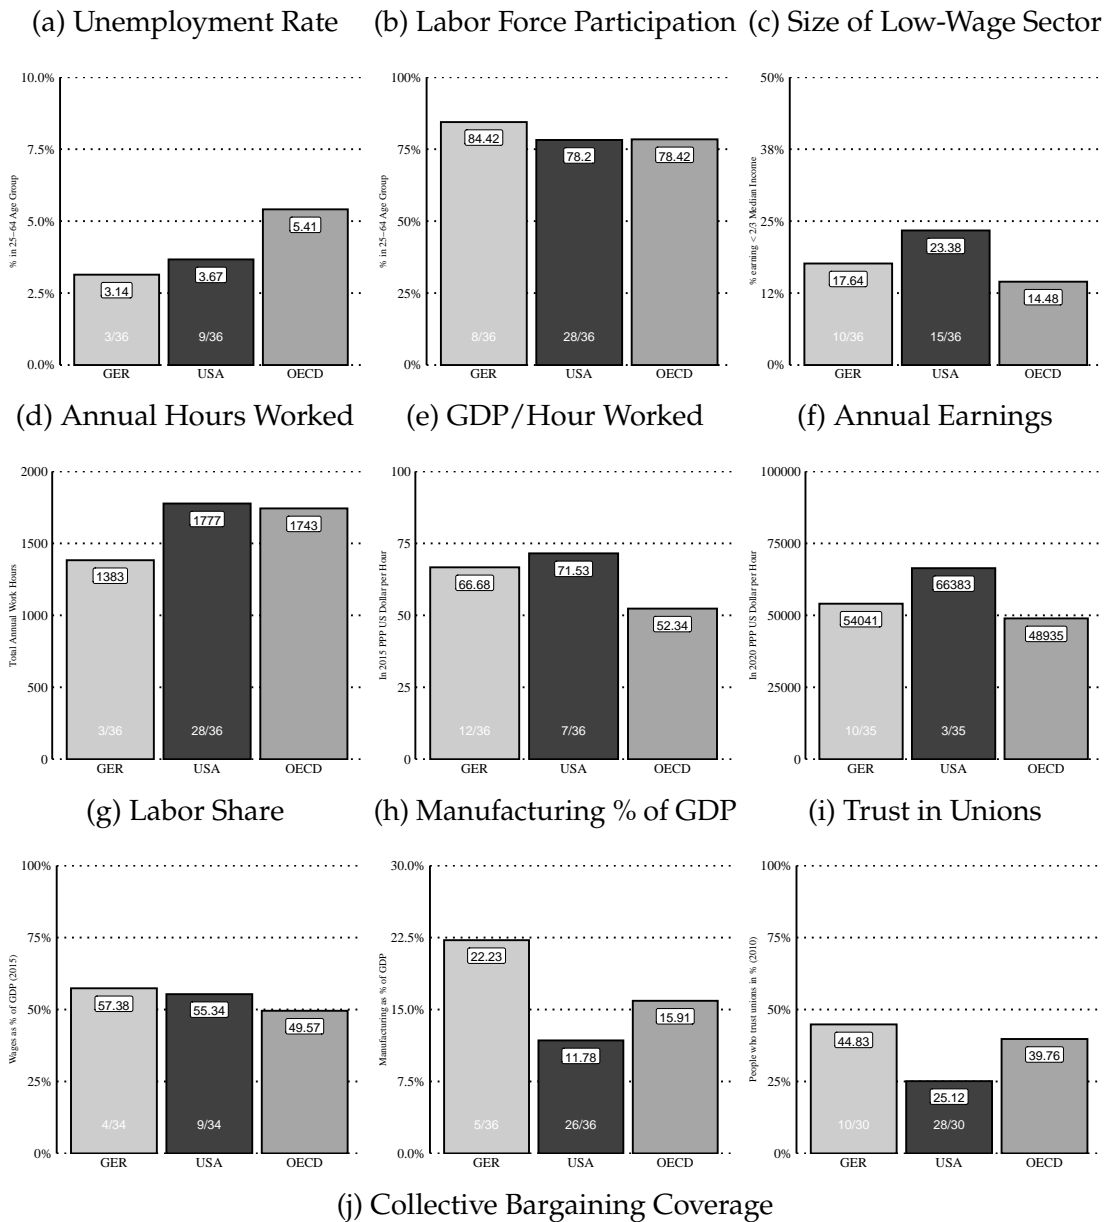 (a) Unemployment Rate
(b) Labor Force Participation
(c) Size of Low-Wage Sector
% in 25−64 Age Group
10.0%
7.5%
5.0%
2.5%
0.0%
3.14
3.67
5.41
3/36
9/36
GER
USA
OECD
% in 25−64 Age Group
100%
75%
50%
25%
0%
84.42
78.2
78.42
8/36
28/36
GER
USA
OECD
% earning < 2/3 Median Income
50%
38%
25%
12%
0%
17.64
23.38
14.48
10/36
15/36
GER
USA
OECD
(d) Annual Hours Worked
(e) GDP/Hour Worked
(f) Annual Earnings
Total Annual Work Hours
2000
1500
1000
500
0
1383
1777
1743
3/36
28/36
GER
USA
OECD
In 2015 PPP US Dollar per Hour
100
75
50
25
0
66.68
71.53
52.34
12/36
7/36
GER
USA
OECD
In 2020 PPP US Dollar per Hour
100000
75000
50000
25000
0
54041
66383
48935
10/35
3/35
GER
USA
OECD
(g) Labor Share
(h) Manufacturing % of GDP
(i) Trust in Unions
Wages as % of GDP (2015)
100%
75%
50%
25%
0%
57.38
55.34
49.57
4/34
9/34
GER
USA
OECD
Manufacturing as % of GDP
30.0%
22.5%
15.0%
7.5%
0.0%
22.23
11.78
15.91
5/36
26/36
GER
USA
OECD
People who trust unions in % (2010)
100%
75%
50%
25%
0%
44.83
25.12
39.76
10/30
28/30
GER
USA
OECD
(j) Collective Bargaining Coverage